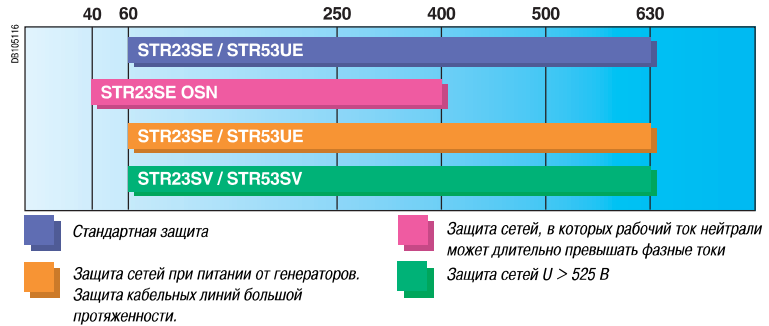 40 60 250 400 500 630
DB105116
STR23SE / STR53UE
STR23SE OSN
STR23SE / STR53UE
STR23SV / STR53SV
Стандартная защита
Защита сетей при питании от генераторов.
Защита кабельных линий большой
протяженности.
Защита сетей, в которых рабочий ток нейтрали
может длительно превышать фазные токи
Защита сетей U > 525 В